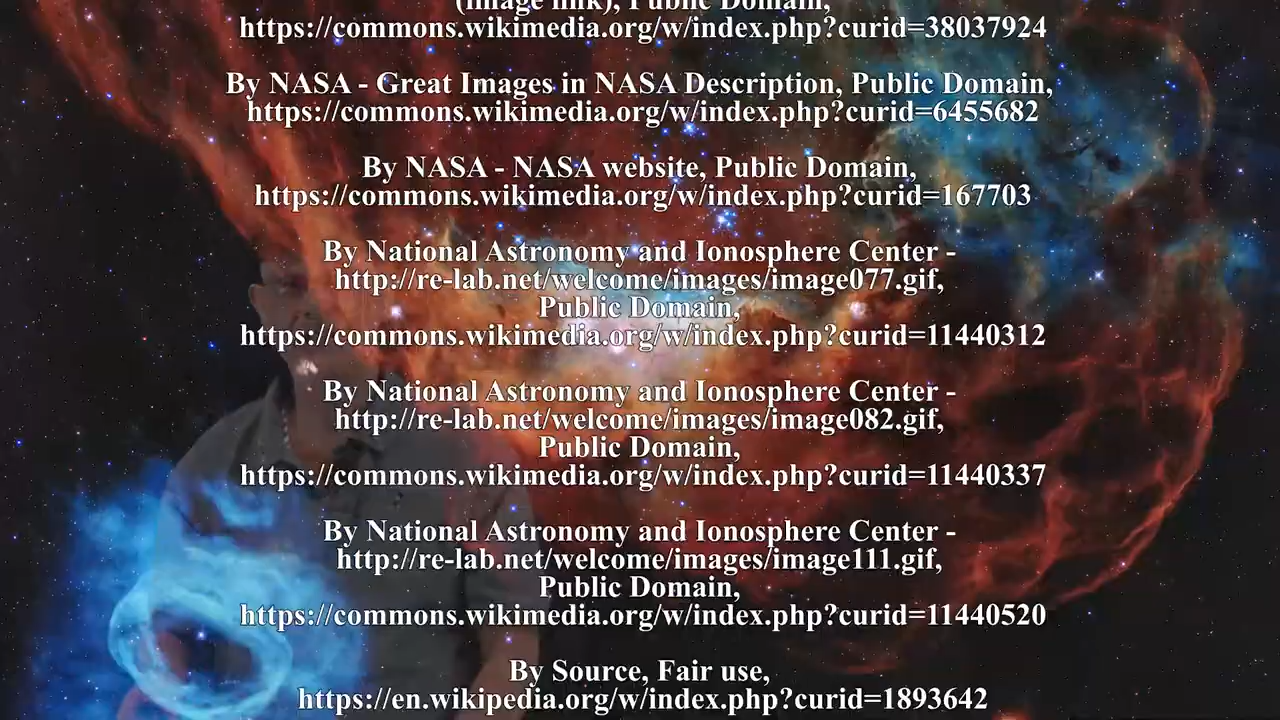 (image link), Public Domain,
https://commons.wikimedia.org/w/index.php?curid=38037924
By NASA - Great Images in NASA Description, Public Domain,
https://commons.wikimedia.org/w/index.php?curid=6455682
By NASA - NASA website, Public Domain,
https://commons.wikimedia.org/w/index.php?curid=167703
By National Astronomy and Ionosphere Center -
http://re-lab.net/welcome/images/image077.gif,
Public Domain,
https://commons.wikimedia.org/w/index.php?curid=11440312
By National Astronomy and Ionosphere Center -
http://re-lab.net/welcome/images/image082.gif,
Public Domain,
https://commons.wikimedia.org/w/index.php?curid=11440337
By National Astronomy and Ionosphere Center -
http://re-lab.net/welcome/images/image111.gif,
Public Domain,
https://commons.wikimedia.org/w/index.php?curid=11440520
By Source, Fair use,
https://en.wikipedia.org/w/index.php?curid=1893642